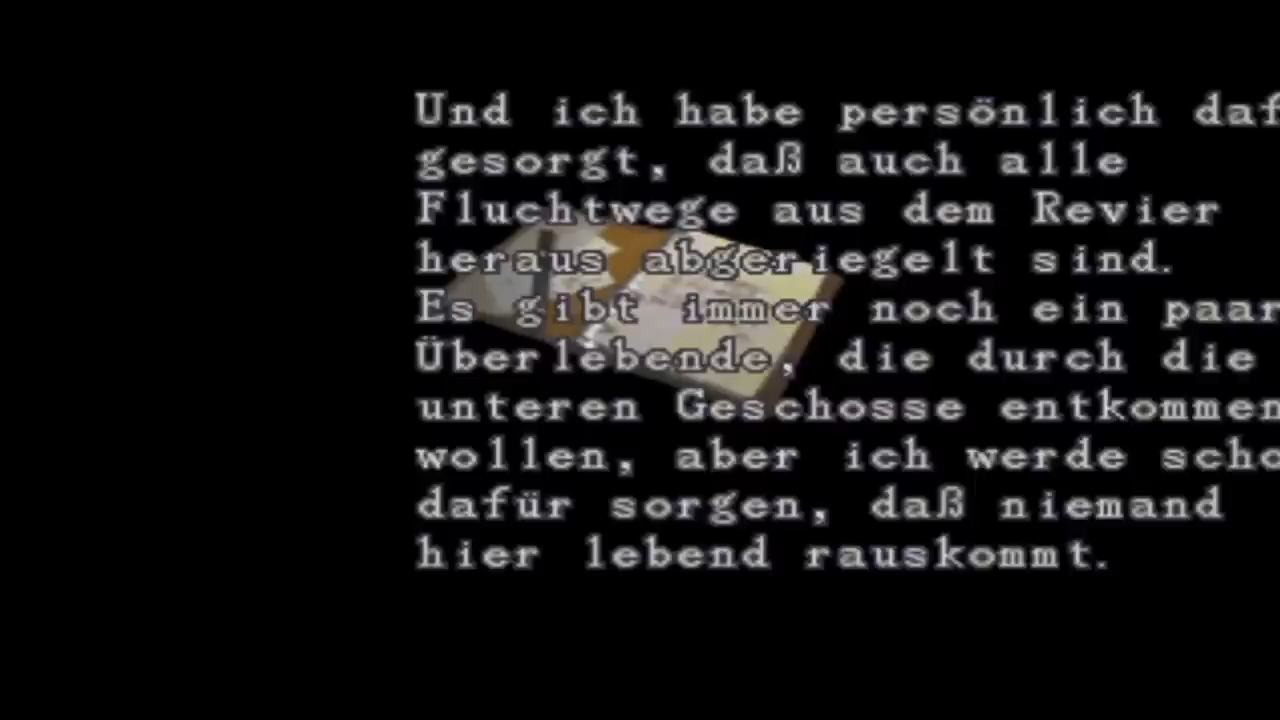 Und ich habe persönlich daf
gesorgt, daß auch alle
Fluchtwege aus dem Revier
heraus abgeriegelt sind.
Es gibt immer noch ein paar
Überlebende, die durch die
unteren Geschosse entkommen
wollen, aber ich werde scho
dafür sorgen, daß niemand
hier lebend rauskommt.